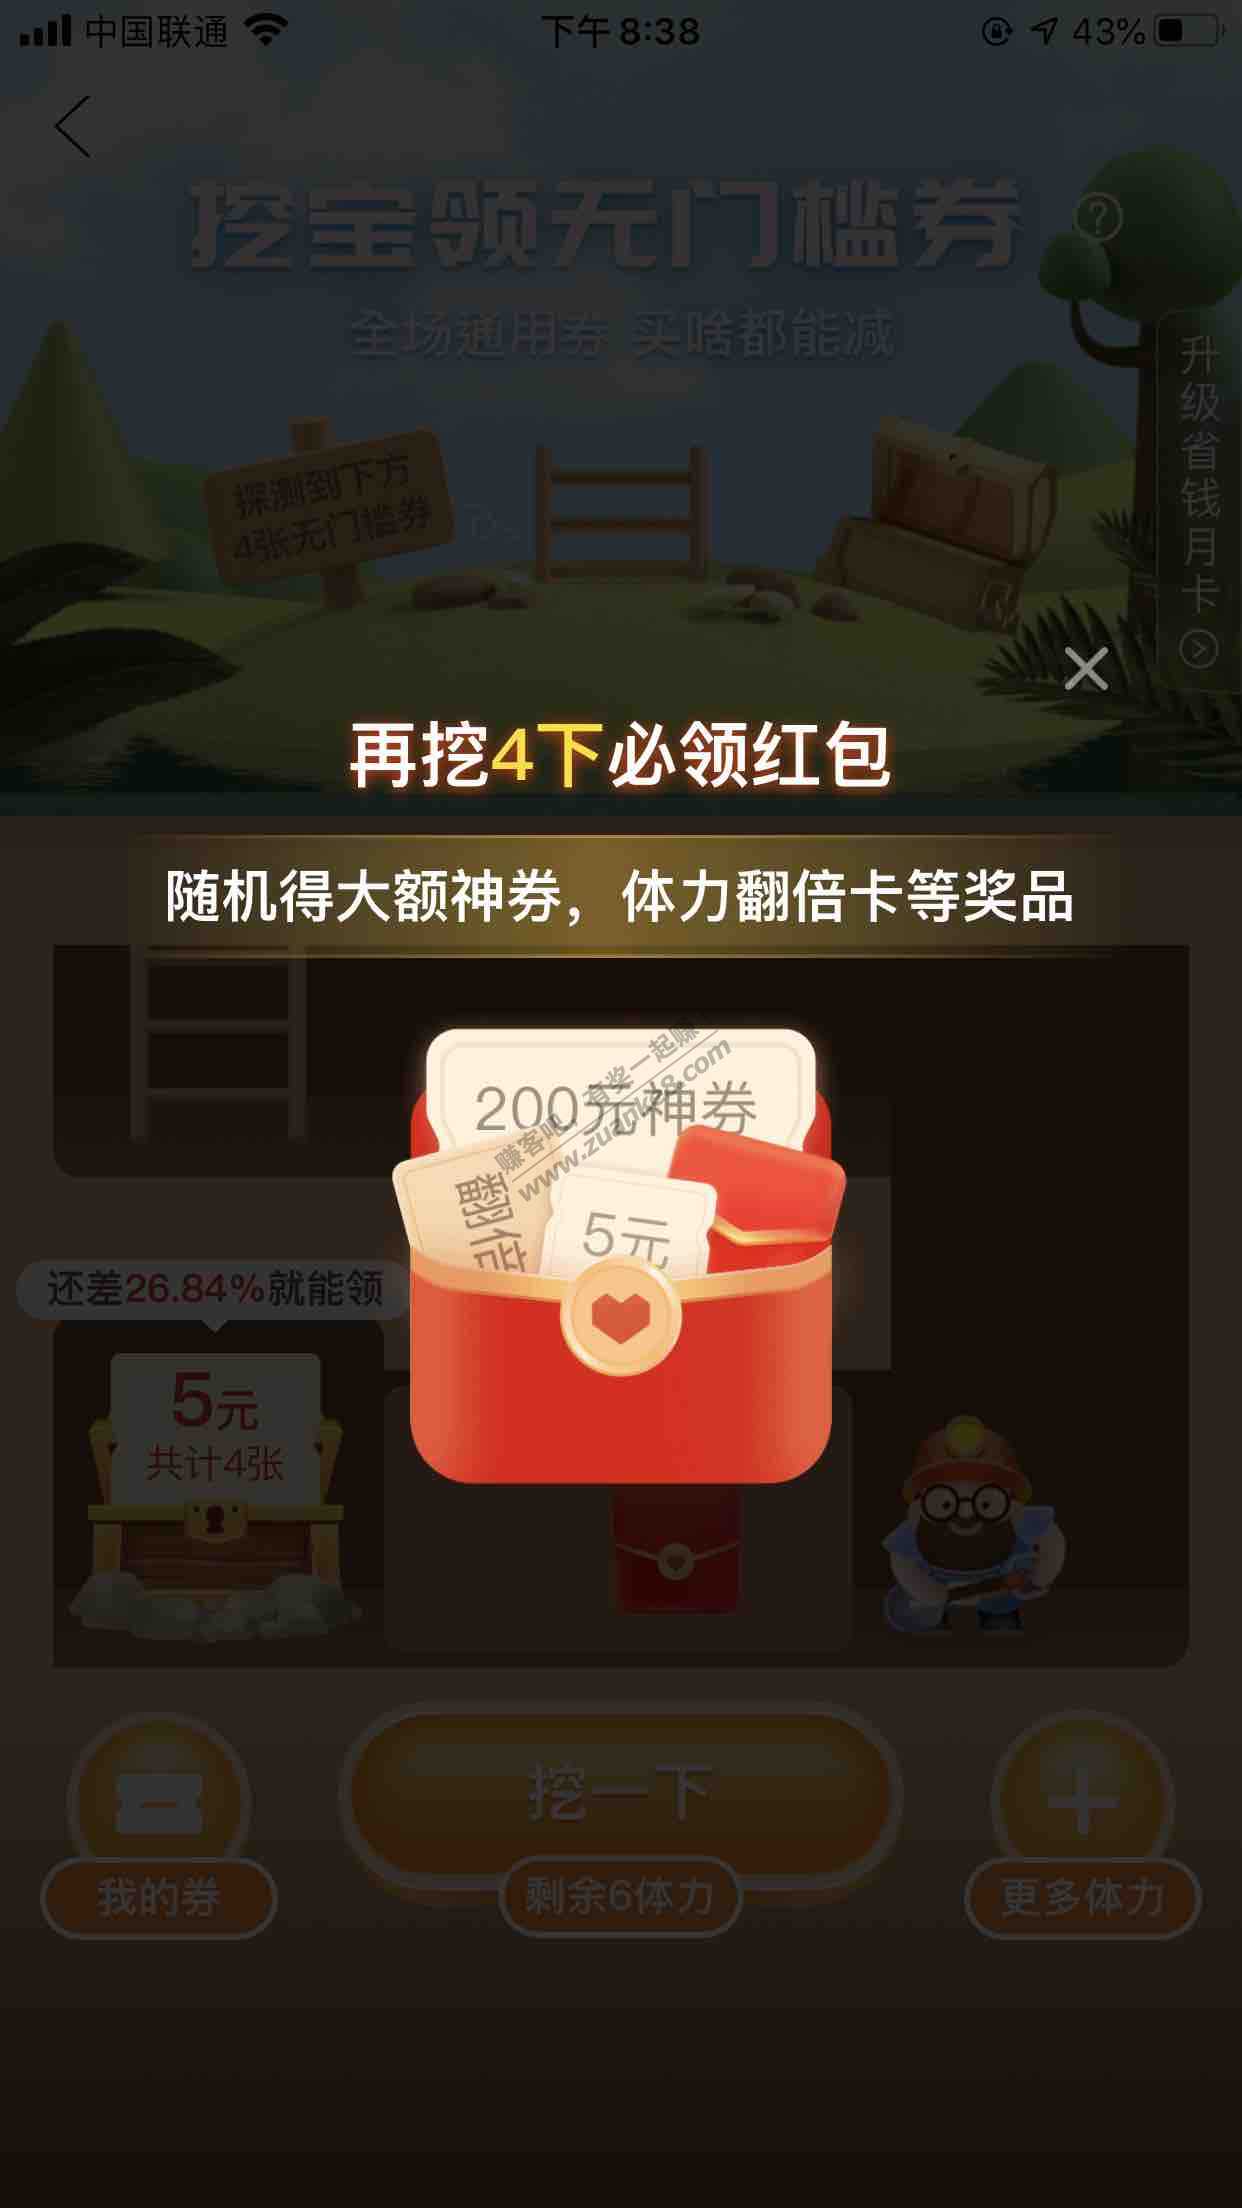 中国联通 下午8:38 43%
挖宝领无门槛券 ?
全场通用券 买啥都能减
升级省钱月卡
探测到下方
4张无门槛券
再挖4下必领红包
随机得大额神券，体力翻倍卡等奖品
200元神券
翻倍
5元
赚客吧，有奖一起赚！
www.zuanke8.com
还差26.84%就能领
5元
共计4张
挖一下
我的券
剩余6体力
更多体力